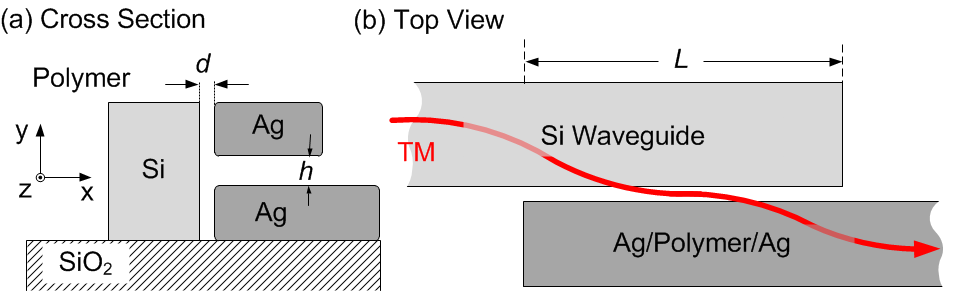 (a) Cross Section
(b) Top View
Polymer
d
L
y
Ag
Si Waveguide
TM
Si
h
z
x
Ag
Ag/Polymer/Ag
SiO₂